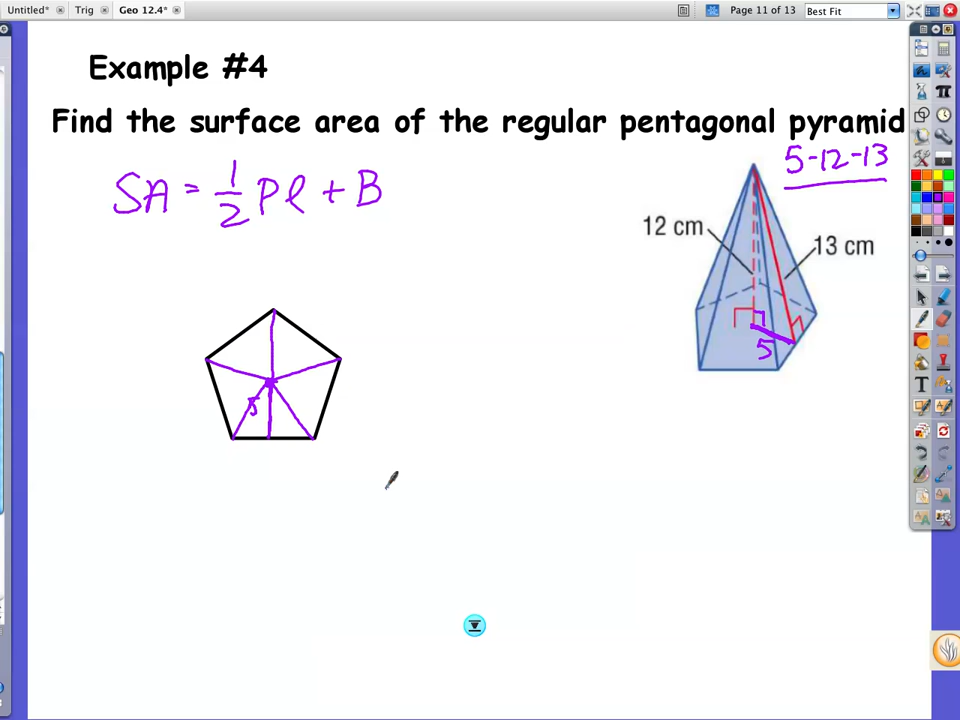 Untitled*
Trig
Geo 12.4*
Page 11 of 13
Best Fit
Example #4
Find the surface area of the regular pentagonal pyramid
5-12-13
SA = 1/2 Pl + B
12 cm
13 cm
5
5